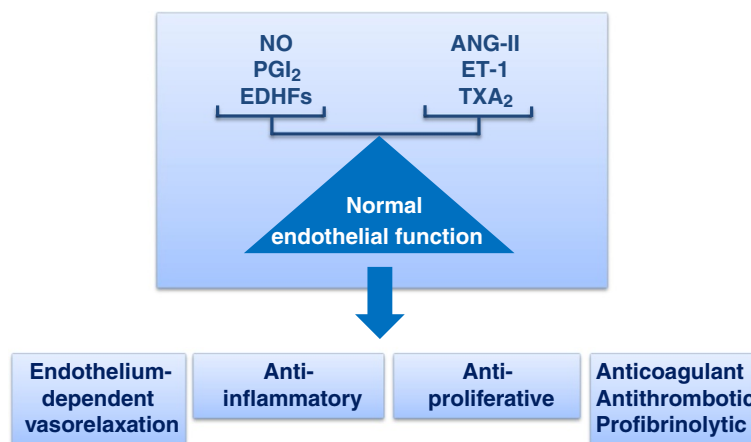 NO
PGI₂
EDHFs
ANG-II
ET-1
TXA₂
Normal
endothelial function
Endothelium-
dependent
vasorelaxation
Anti-
inflammatory
Anti-
proliferative
Anticoagulant
Antithrombotic
Profibrinolytic